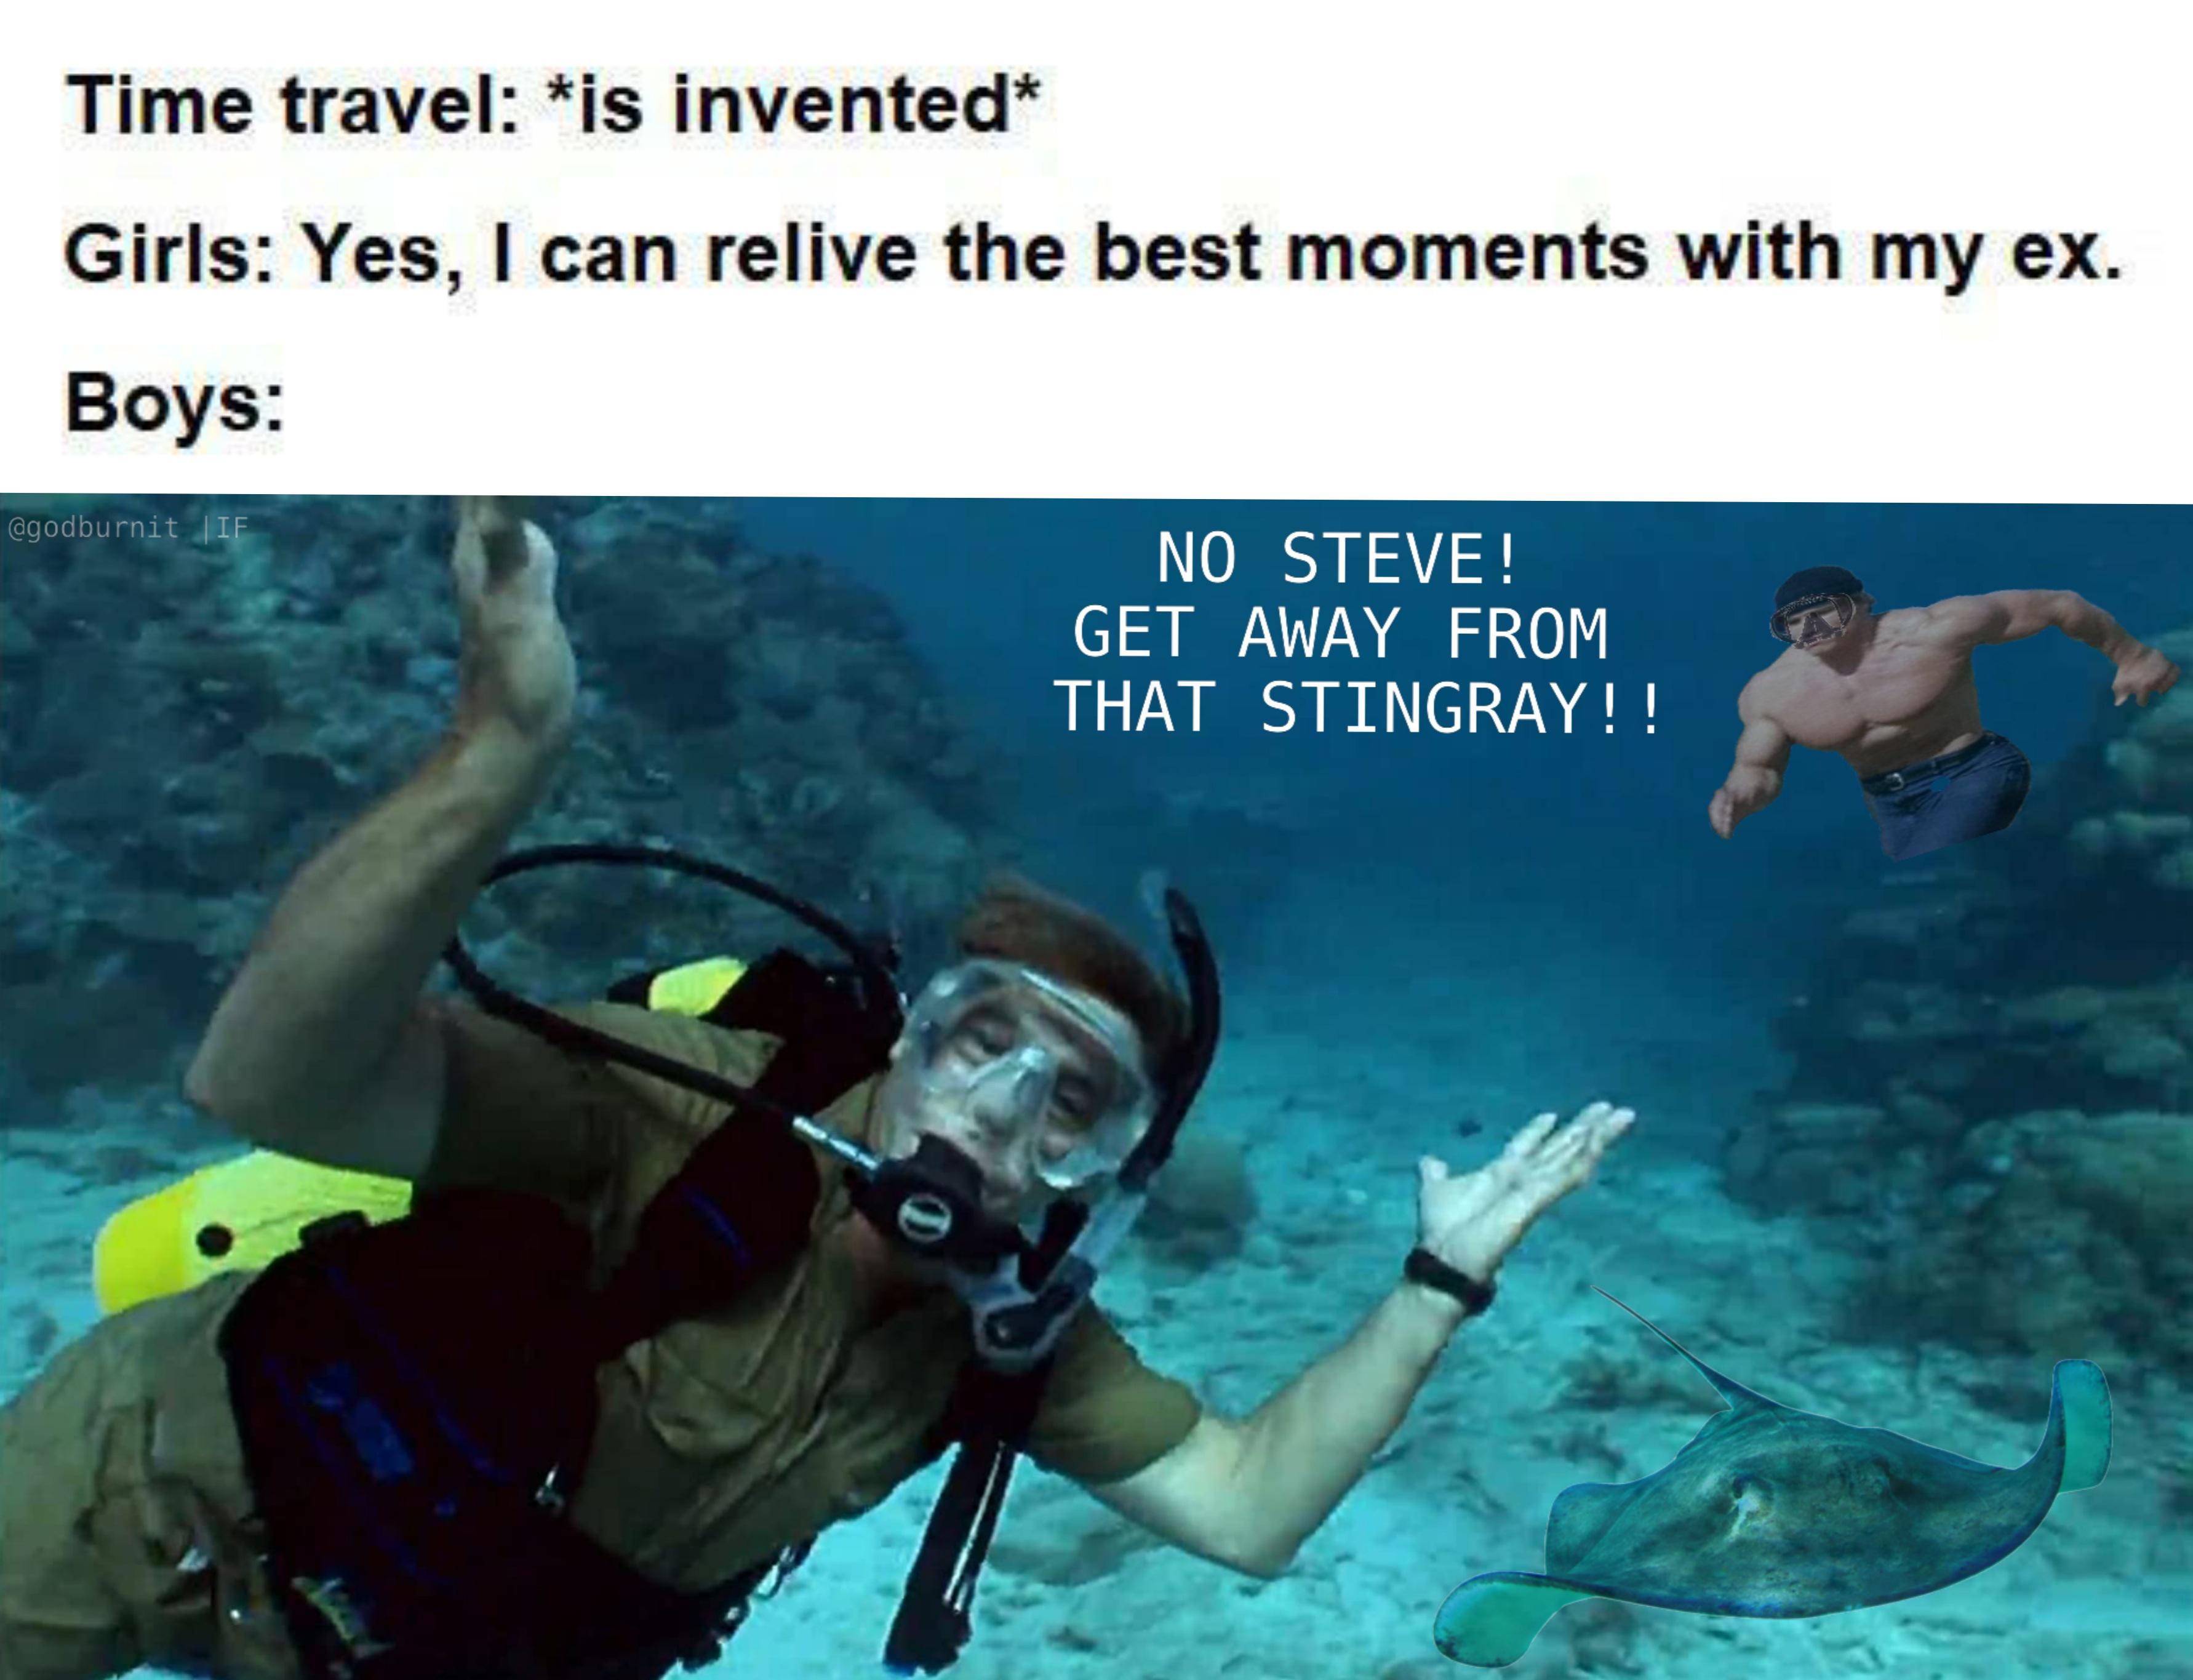 Time travel: *is invented*
Girls: Yes, I can relive the best moments with my ex.
Boys:
@godburnit |IF
NO STEVE!
GET AWAY FROM
THAT STINGRAY!!